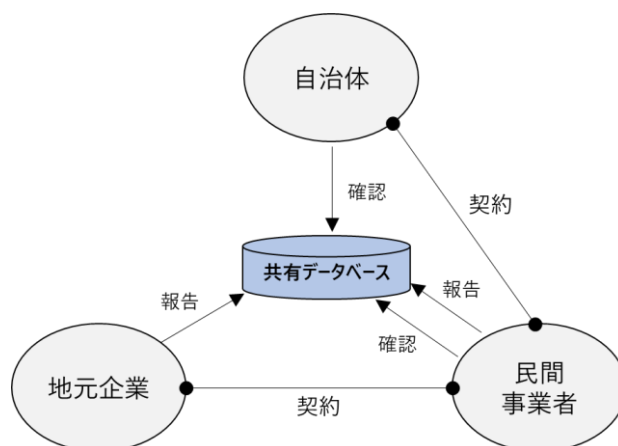 自治体
確認
契約
共有データベース
報告
報告
確認
地元企業
契約
民間
事業者